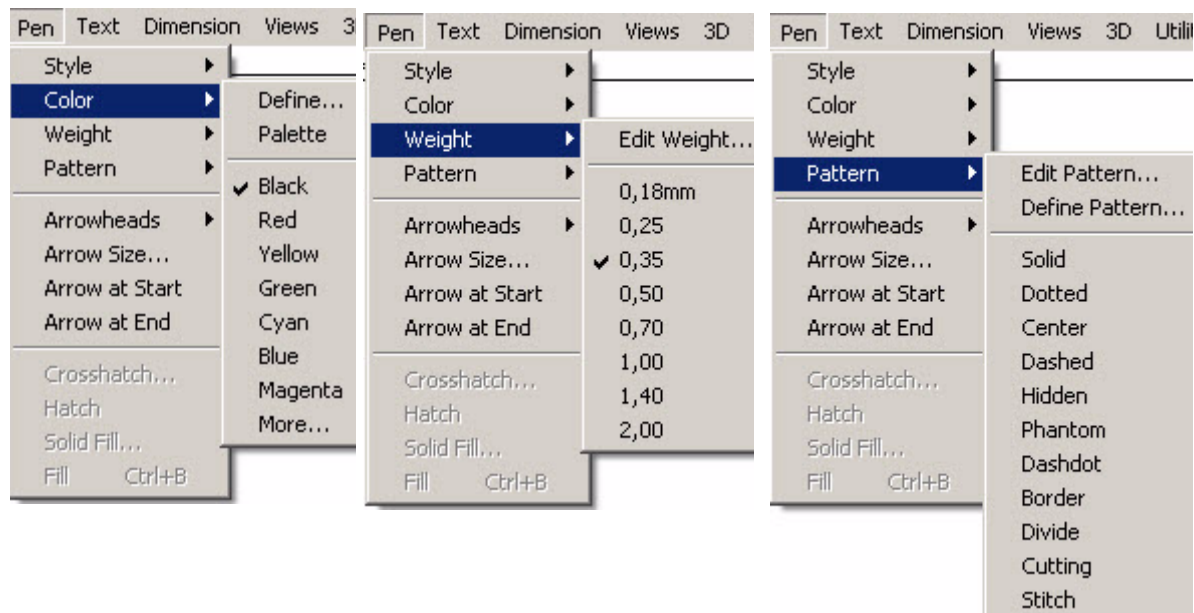 Pen Text Dimension Views 3
Style
Color
Weight
Pattern
Arrowheads
Arrow Size...
Arrow at Start
Arrow at End
Crosshatch...
Hatch
Solid Fill...
Fill Ctrl+B
Define...
Palette
Black
Red
Yellow
Green
Cyan
Blue
Magenta
More...
Pen Text Dimension Views 3D
Style
Color
Weight
Pattern
Arrowheads
Arrow Size...
Arrow at Start
Arrow at End
Crosshatch...
Hatch
Solid Fill...
Fill Ctrl+B
Edit Weight...
0,18mm
0,25
0,35
0,50
0,70
1,00
1,40
2,00
Pen Text Dimension Views 3D Utilit
Style
Color
Weight
Pattern
Arrowheads
Arrow Size...
Arrow at Start
Arrow at End
Crosshatch...
Hatch
Solid Fill...
Fill Ctrl+B
Edit Pattern...
Define Pattern...
Solid
Dotted
Center
Dashed
Hidden
Phantom
Dashdot
Border
Divide
Cutting
Stitch